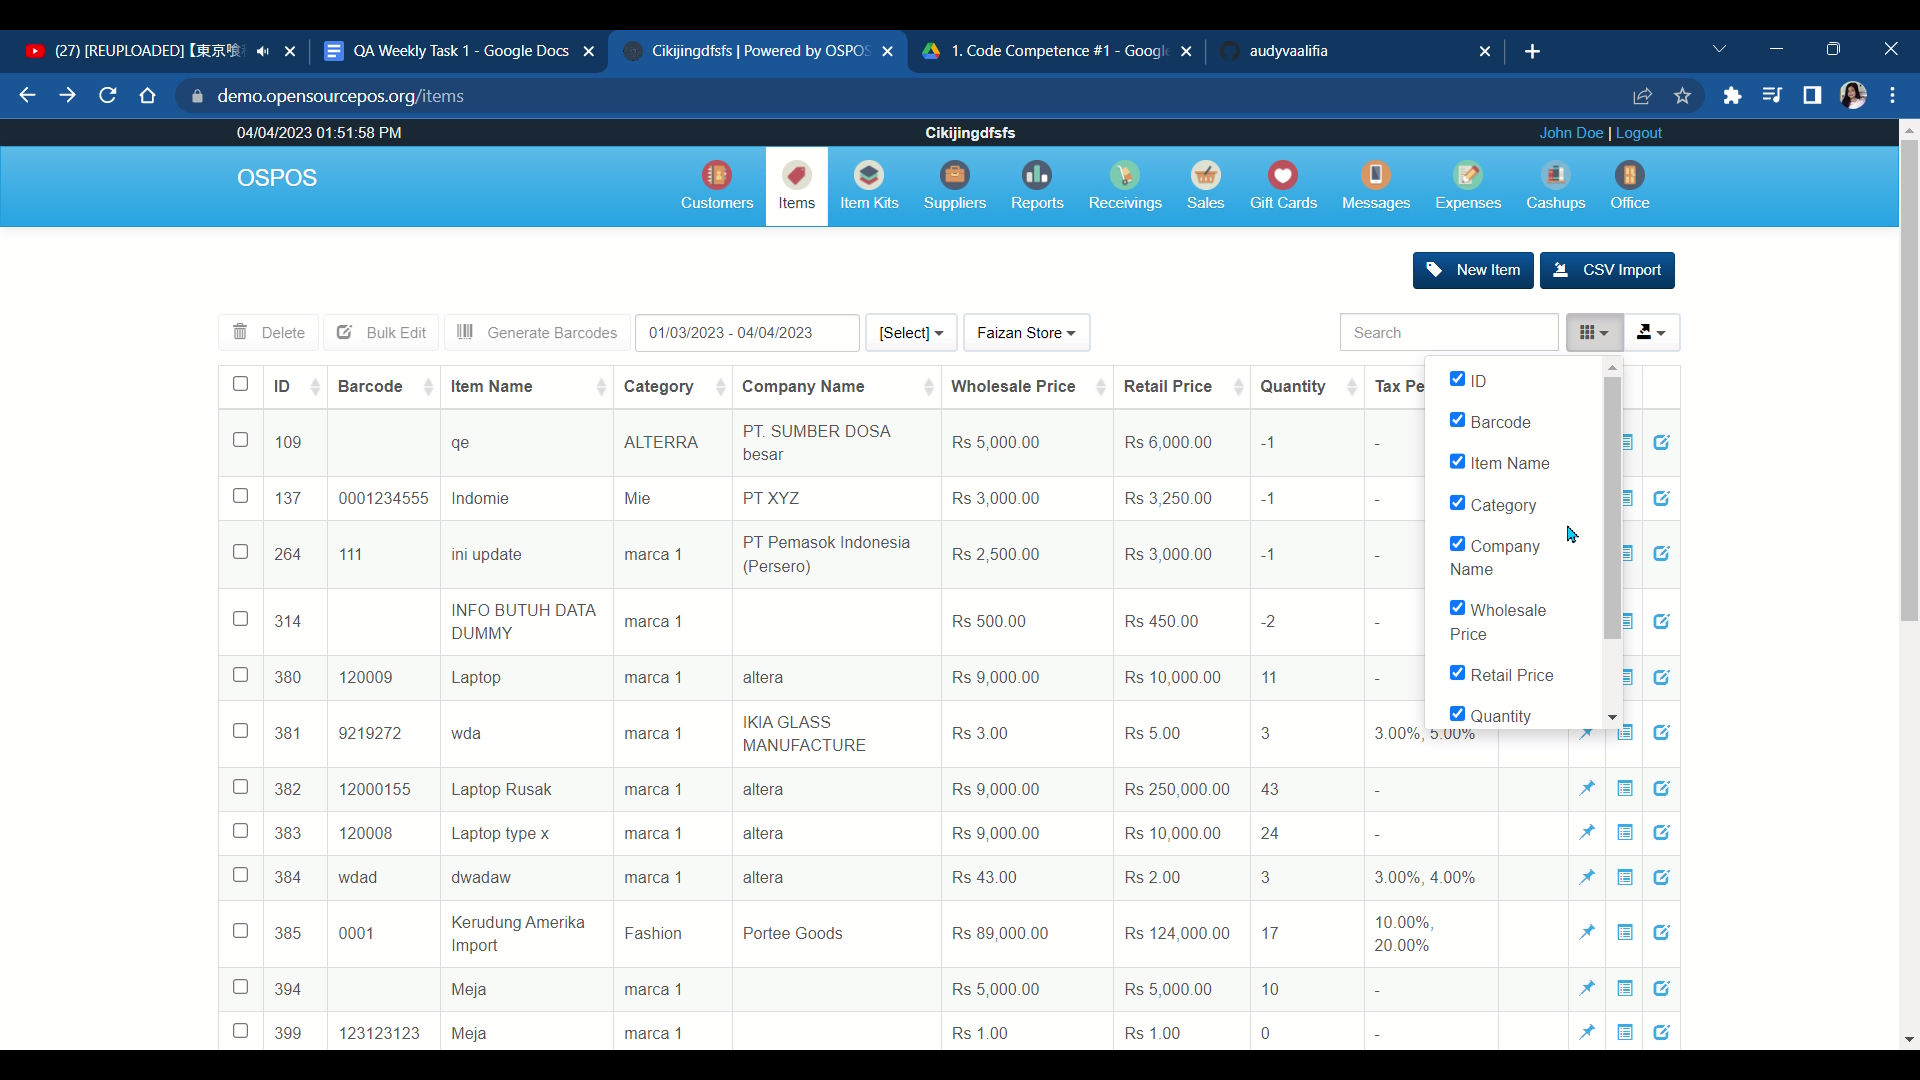 (27) [REUPLOADED]【東京喰
QA Weekly Task 1 - Google Docs
Cikijingdfsfs | Powered by OSPOS
1. Code Competence #1 - Google
audyvaalifia
demo.opensourcepos.org/items
04/04/2023 01:51:58 PM
Cikijingdfsfs
John Doe | Logout
OSPOS
Customers
Items
Item Kits
Suppliers
Reports
Receivings
Sales
Gift Cards
Messages
Expenses
Cashups
Office
New Item
CSV Import
Delete
Bulk Edit
Generate Barcodes
01/03/2023 - 04/04/2023
[Select]
Faizan Store
Search
ID Barcode Item Name Category Company Name Wholesale Price Retail Price Quantity Tax Pe
109 qe ALTERRA PT. SUMBER DOSA
besar
Rs 5,000.00 Rs 6,000.00 -1 -
137 0001234555 Indomie Mie PT XYZ Rs 3,000.00 Rs 3,250.00 -1 -
264 111 ini update marca 1 PT Pemasok Indonesia
(Persero)
Rs 2,500.00 Rs 3,000.00 -1 -
314 INFO BUTUH DATA
DUMMY
marca 1 Rs 500.00 Rs 450.00 -2 -
380 120009 Laptop marca 1 altera Rs 9,000.00 Rs 10,000.00 11 -
381 9219272 wda marca 1 IKIA GLASS
MANUFACTURE
Rs 3.00 Rs 5.00 3 3.00%, 5.00%
382 12000155 Laptop Rusak marca 1 altera Rs 9,000.00 Rs 250,000.00 43 -
383 120008 Laptop type x marca 1 altera Rs 9,000.00 Rs 10,000.00 24 -
384 wdad dwadaw marca 1 altera Rs 43.00 Rs 2.00 3 3.00%, 4.00%
385 0001 Kerudung Amerika
Import
Fashion Portee Goods Rs 89,000.00 Rs 124,000.00 17 10.00%,
20.00%
394 Meja marca 1 Rs 5,000.00 Rs 5,000.00 10 -
399 123123123 Meja marca 1 Rs 1.00 Rs 1.00 0 -
ID
Barcode
Item Name
Category
Company
Name
Wholesale
Price
Retail Price
Quantity